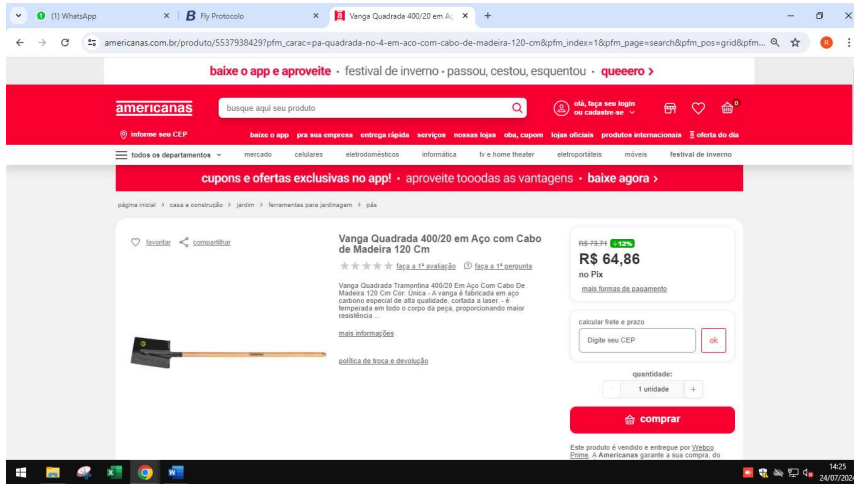 (1) WhatsApp
Fly Protocolo
Vanga Quadrada 400/20 em Aç
americanas.com.br/produto/5537938429?pfm_carac=pa-quadrada-no-4-em-aco-com-cabo-de-madeira-120-cm&pfm_index=1&pfm_page=search&pfm_pos=grid&pfm...
R
baixe o app e aproveite • festival de inverno • passou, cestou, esquentou • queeero >
americanas
busque aqui seu produto
olá, faça seu login
ou cadastre-se
0
informe seu CEP
baixe o app pra sua empresa entrega rápida serviços nossas lojas oba, cupom lojas oficiais produtos internacionais oferta do dia
todos os departamentos mercado celulares eletrodomésticos informática tv e home theater eletroportáteis móveis festival de inverno
cupons e ofertas exclusivas no app! • aproveite tooodas as vantagens • baixe agora >
página inicial > casa e construção > jardim > ferramentas para jardinagem > pás
favoritar compartilhar
Vanga Quadrada 400/20 em Aço com Cabo
de Madeira 120 Cm
faça a 1ª avaliação faça a 1ª pergunta
Vanga Quadrada Tramontina 400/20 Em Aço Com Cabo De
Madeira 120 Cm Cor: Única - A vanga é fabricada em aço
carbono especial de alta qualidade, cortada a laser. - é
temperada em todo o corpo da peça, proporcionando maior
resistência ...
mais informações
política de troca e devolução
R$ 73,71 12%
R$ 64,86
no Pix
mais formas de pagamento
calcular frete e prazo
Digite seu CEP
ok
quantidade:
- 1 unidade +
comprar
Este produto é vendido e entregue por Webco
Prime. A Americanas garante a sua compra, do
14:25
24/07/2024